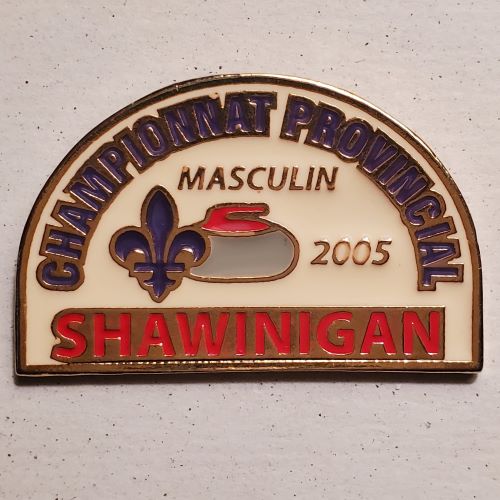 CHAMPIONNAT PROVINCIAL
MASCULIN
2005
SHAWINIGAN